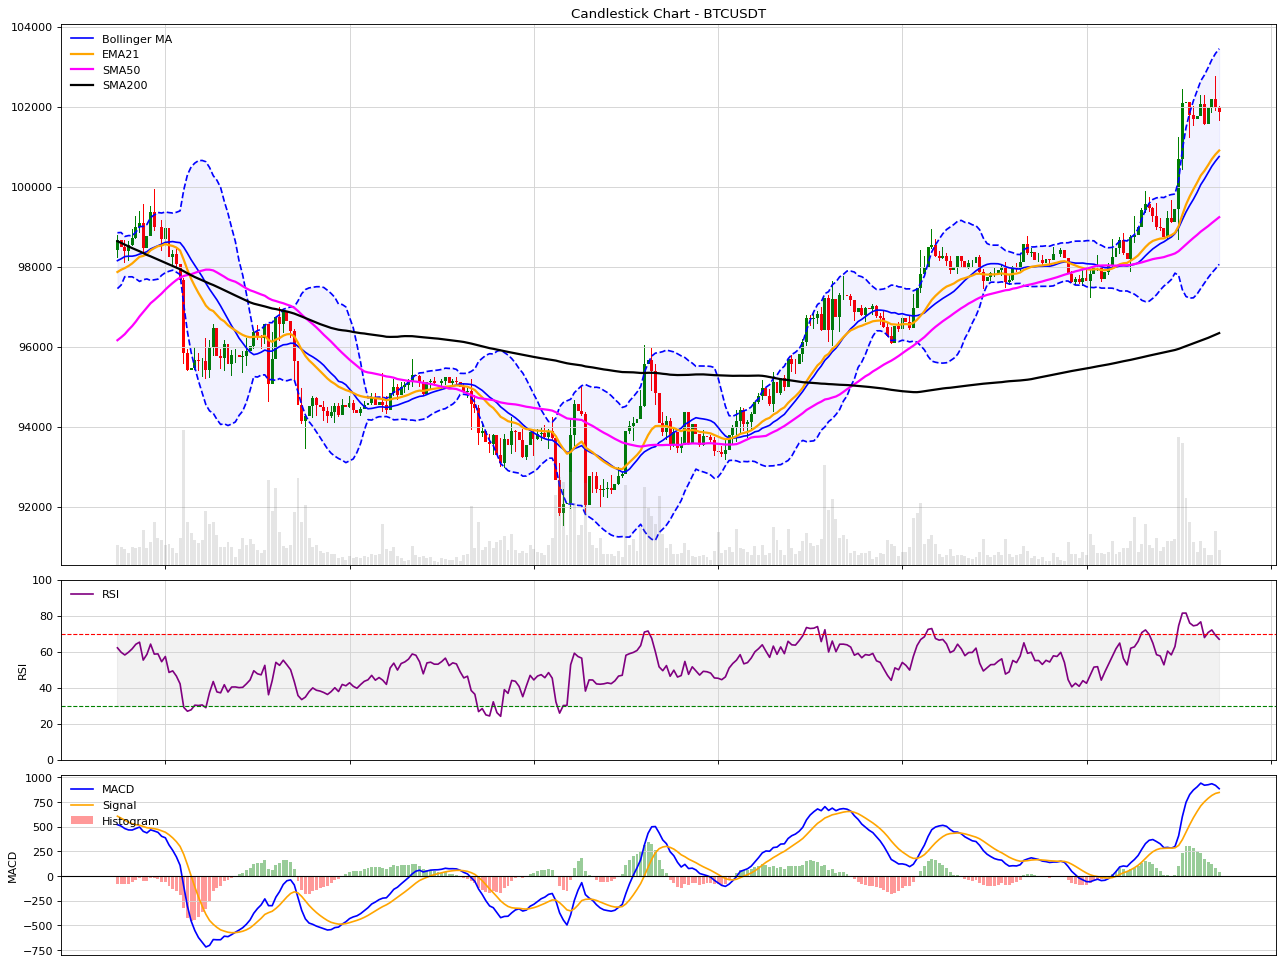 Candlestick Chart - BTCUSDT
104000
102000
100000
98000
96000
94000
92000
Bollinger MA
EMA21
SMA50
SMA200
100
80
60
40
20
0
RSI
RSI
1000
750
500
250
0
−250
−500
−750
MACD
MACD
Signal
Histogram